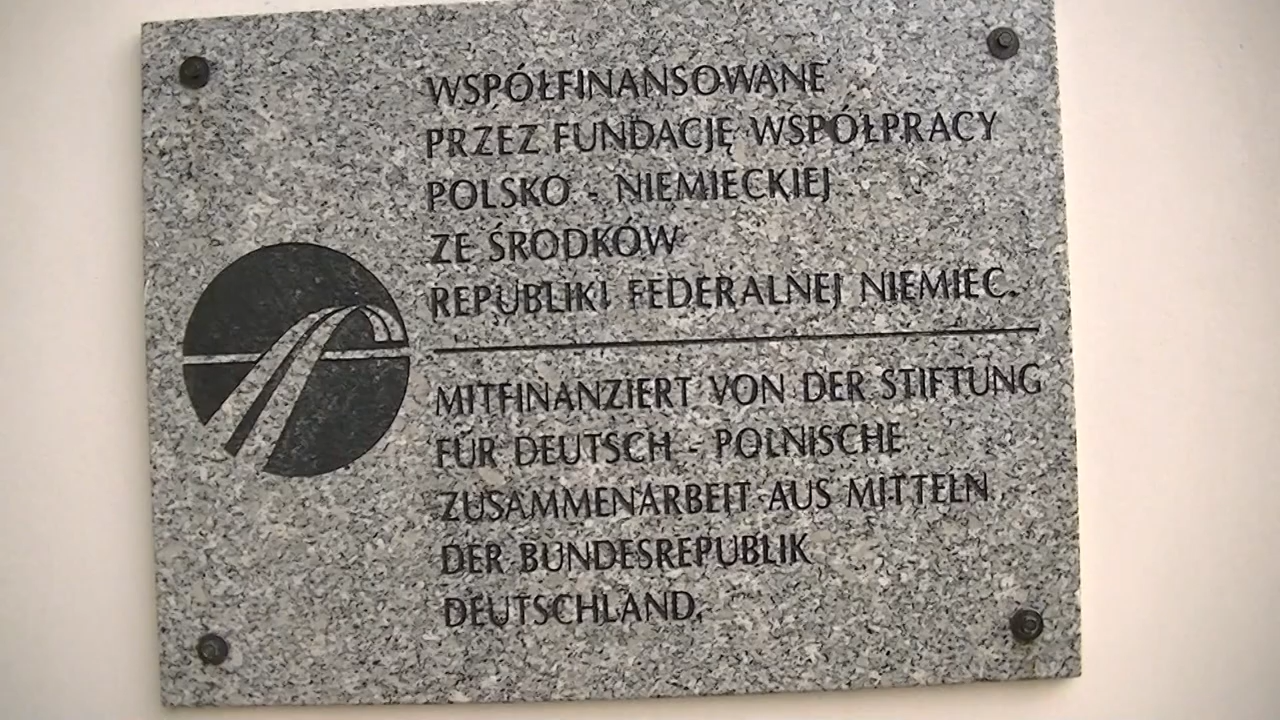 WSPÓŁFINANSOWANE
PRZEZ FUNDACJĘ WSPÓŁPRACY
POLSKO - NIEMIECKIEJ
ZE ŚRODKÓW
REPUBLIKI FEDERALNEJ NIEMIEC.
MITFINANZIERT VON DER STIFTUNG
FÜR DEUTSCH - POLNISCHE
ZUSAMMENARBEIT AUS MITTELN
DER BUNDESREPUBLIK
DEUTSCHLAND.